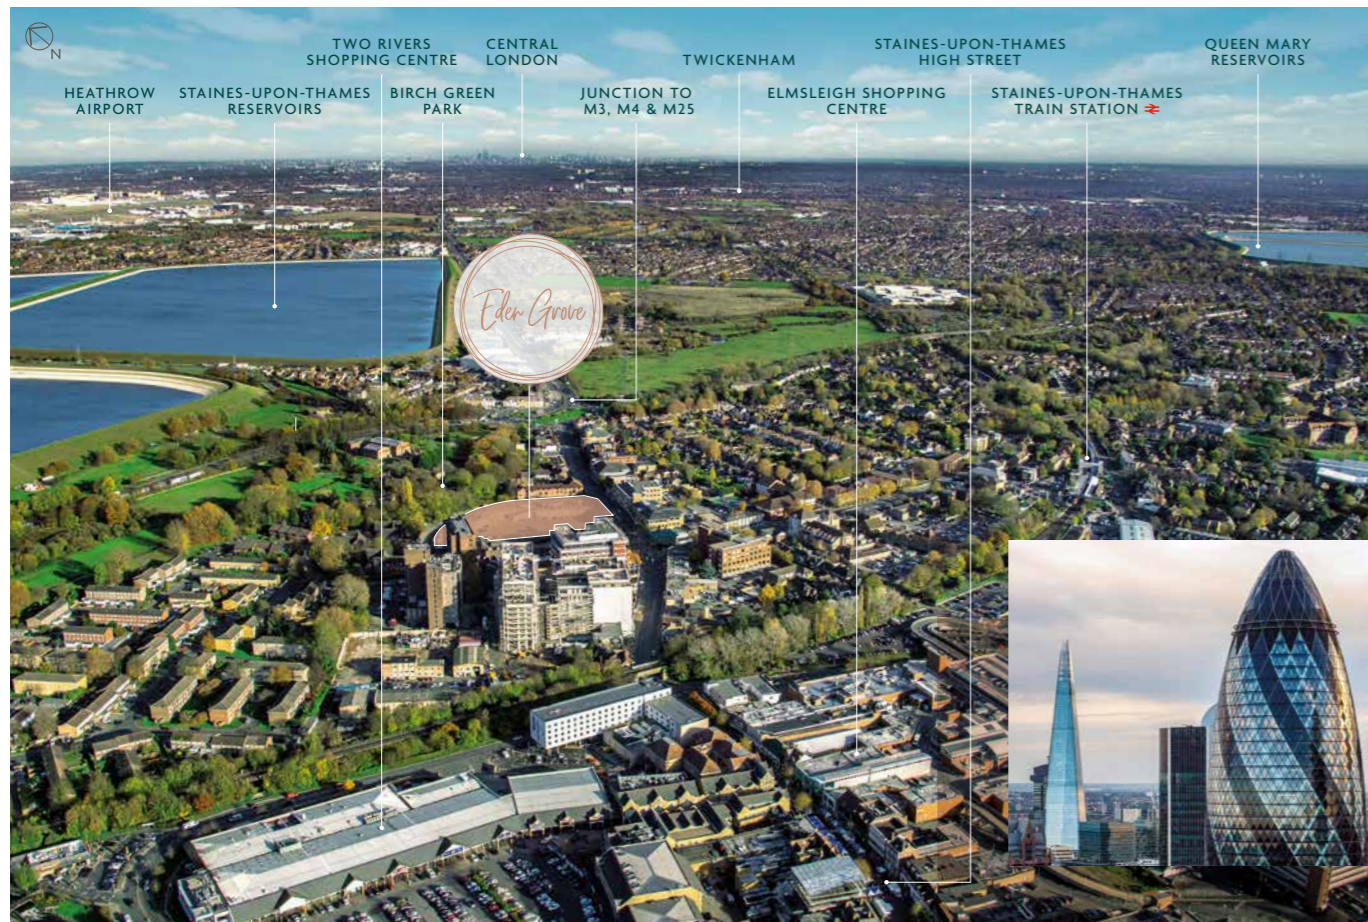 N
TWO RIVERS
SHOPPING CENTRE
CENTRAL
LONDON
TWICKENHAM
STAINES-UPON-THAMES
HIGH STREET
QUEEN MARY
RESERVOIRS
HEATHROW
AIRPORT
STAINES-UPON-THAMES
RESERVOIRS
BIRCH GREEN
PARK
JUNCTION TO
M3, M4 & M25
ELMSLEIGH SHOPPING
CENTRE
STAINES-UPON-THAMES
TRAIN STATION
Eden Grove